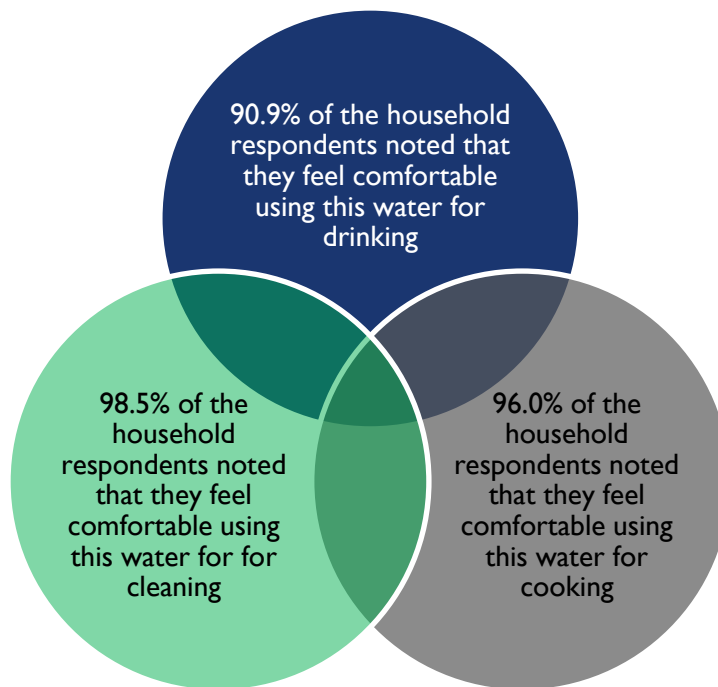 90.9% of the household
respondents noted that
they feel comfortable
using this water for
drinking
98.5% of the
household
respondents noted
that they feel
comfortable using
this water for for
cleaning
96.0% of the
household
respondents noted
that they feel
comfortable using
this water for
cooking